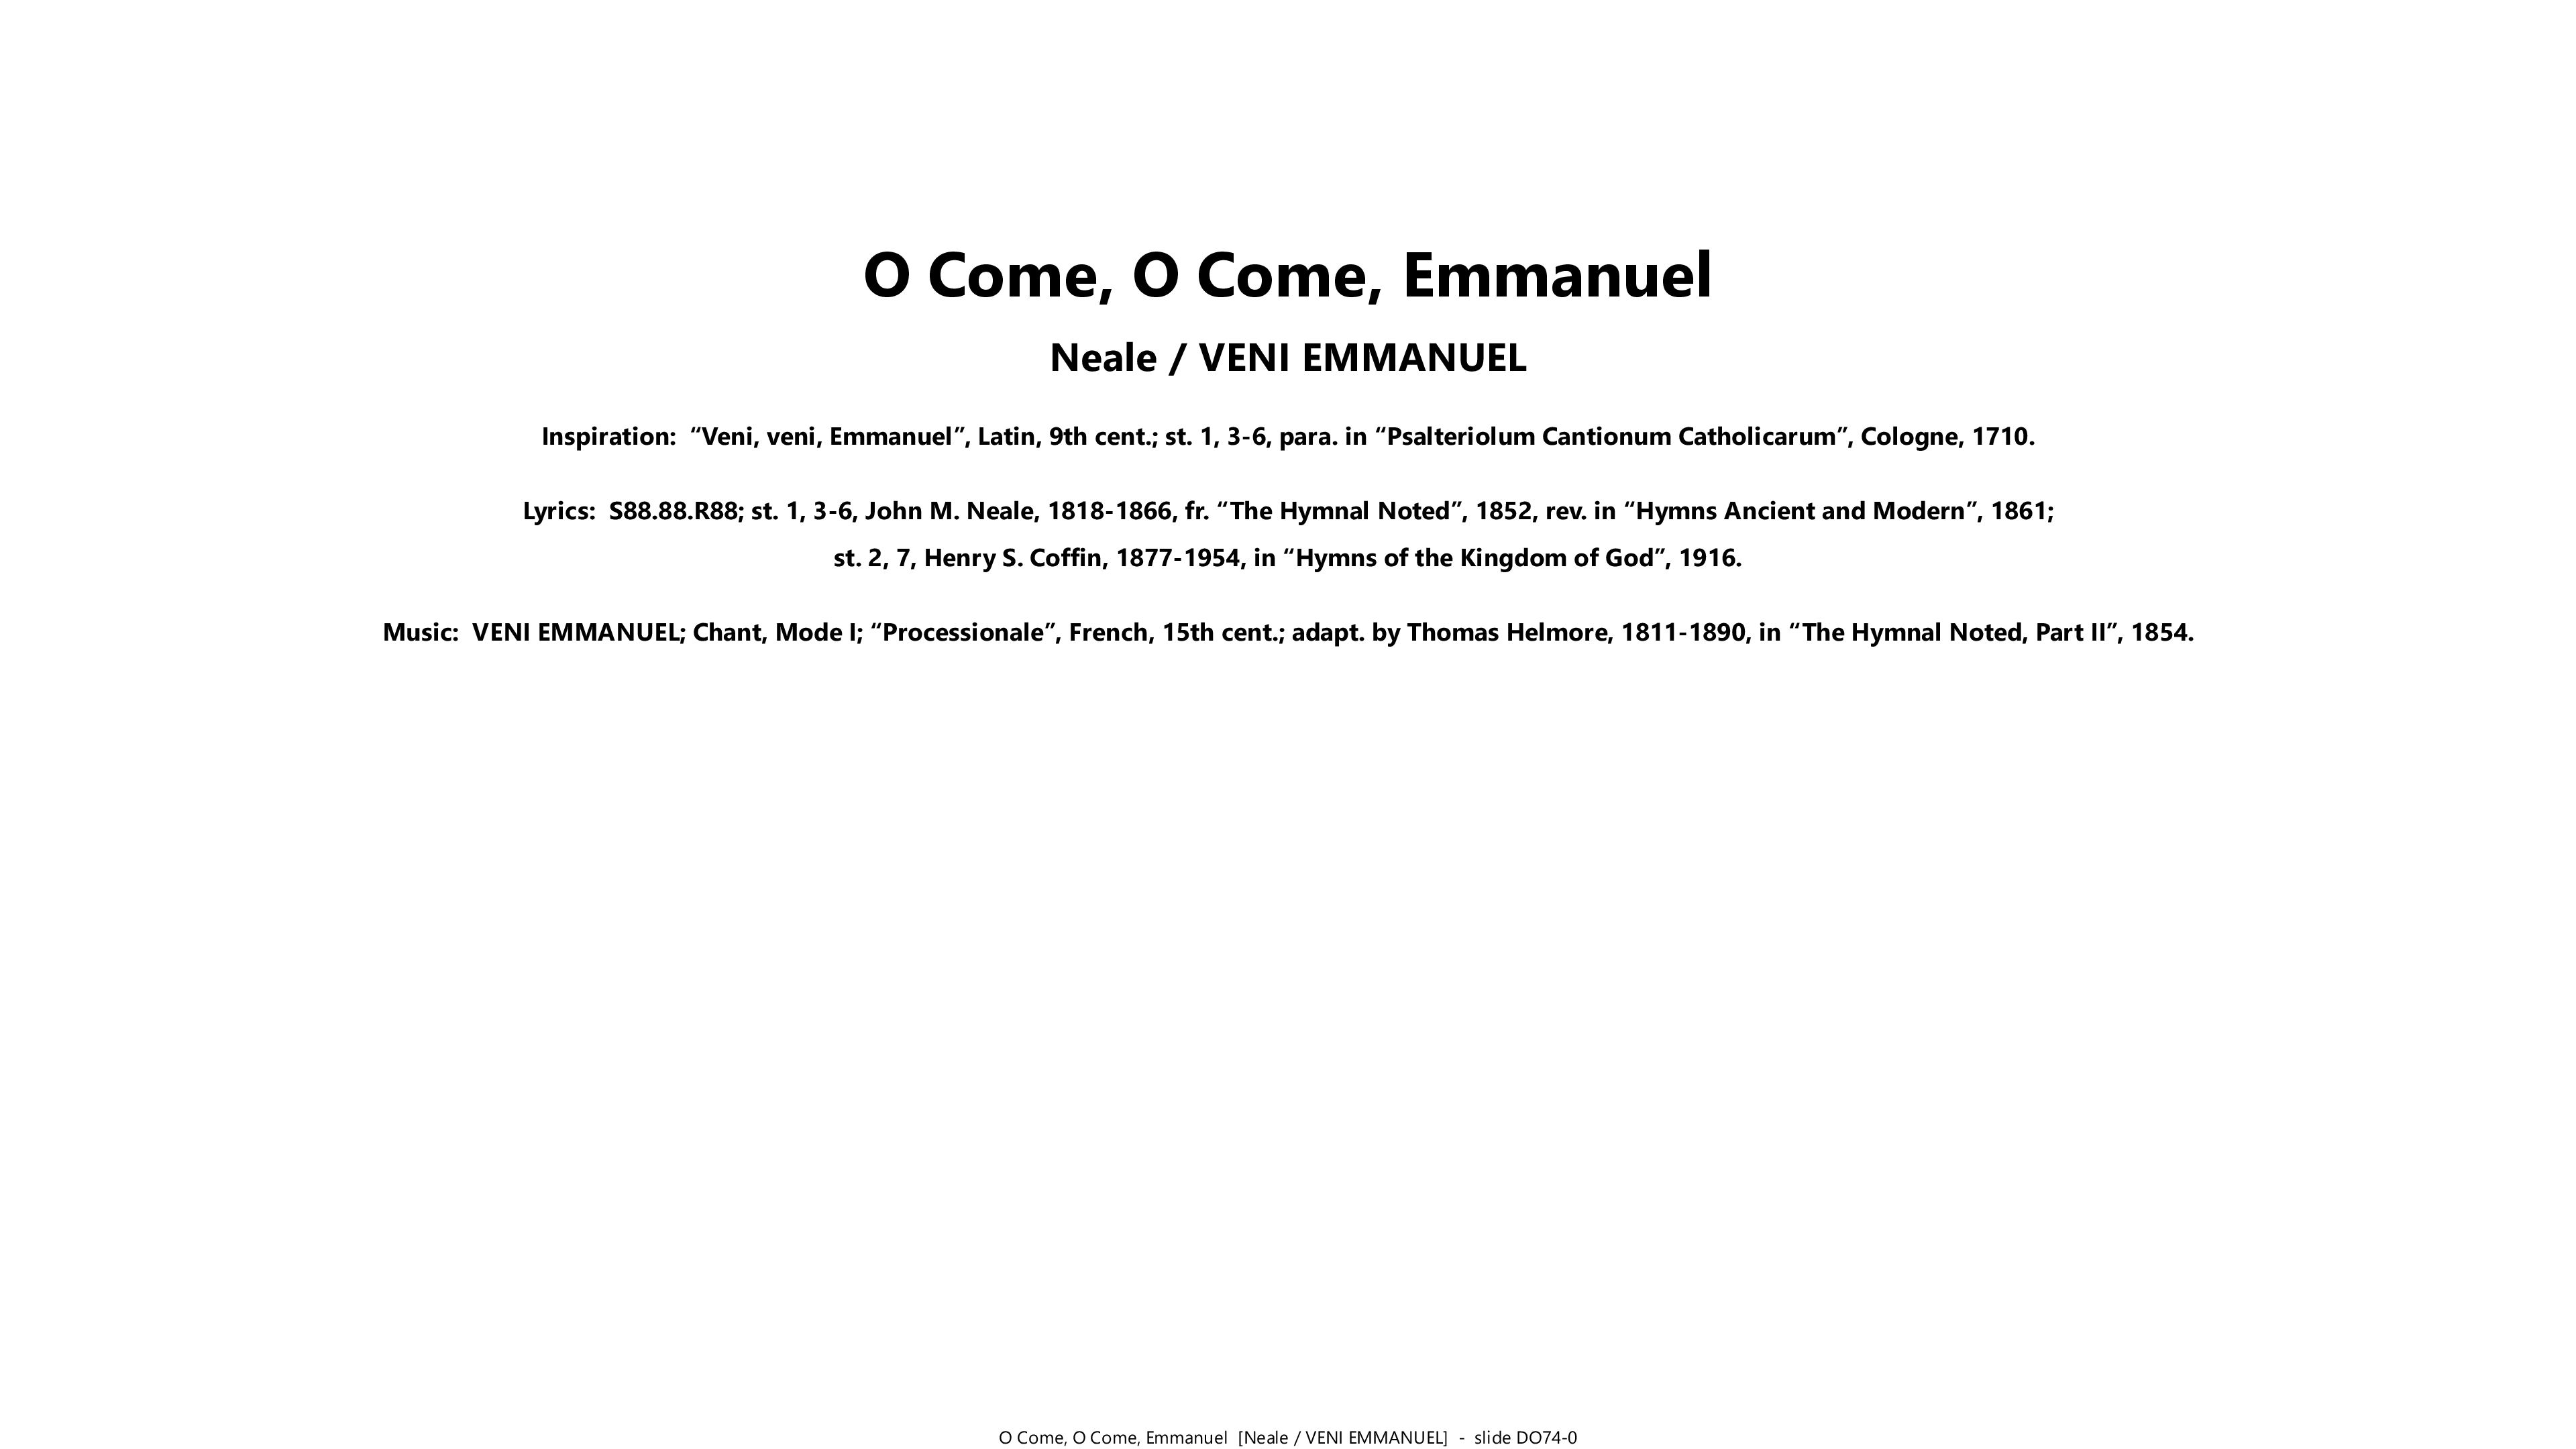 O Come, O Come, Emmanuel
Neale / VENI EMMANUEL
Inspiration:  “Veni, veni, Emmanuel”, Latin, 9th cent.; st. 1, 3-6, para. in “Psalteriolum Cantionum Catholicarum”, Cologne, 1710.
Lyrics:  S88.88.R88; st. 1, 3-6, John M. Neale, 1818-1866, fr. “The Hymnal Noted”, 1852, rev. in “Hymns Ancient and Modern”, 1861;
st. 2, 7, Henry S. Coffin, 1877-1954, in “Hymns of the Kingdom of God”, 1916.
Music:  VENI EMMANUEL; Chant, Mode I; “Processionale”, French, 15th cent.; adapt. by Thomas Helmore, 1811-1890, in “The Hymnal Noted, Part II”, 1854.
O Come, O Come, Emmanuel  [Neale / VENI EMMANUEL]  -  slide DO74-0